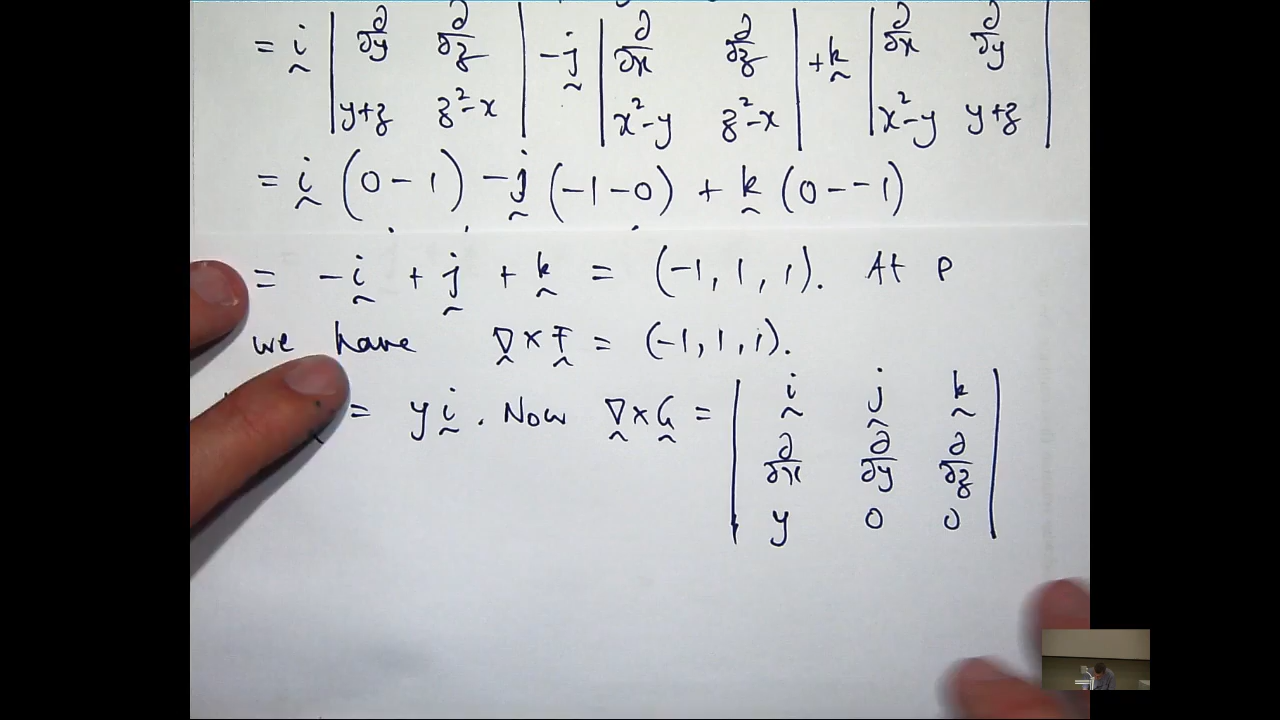 = i | ∂/∂y ∂/∂z | - j | ∂/∂x ∂/∂z | + k | ∂/∂x ∂/∂y |
| y+z z²-x | | x²-y z²-x | | x²-y y+z |
= i (0-1) - j (-1-0) + k (0--1)
= -i + j + k = (-1, 1, 1). At P
we have ∇×F = (-1, 1, 1).
= y i. Now ∇×G = | i j k |
| ∂/∂x ∂/∂y ∂/∂z |
| y 0 0 |